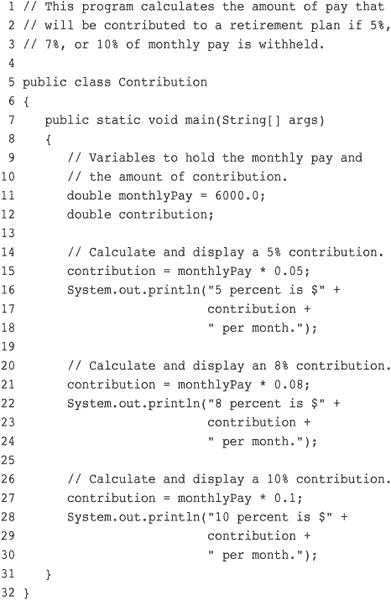 1 // This program calculates the amount of pay that
2 // will be contributed to a retirement plan if 5%,
3 // 7%, or 10% of monthly pay is withheld.
4
5 public class Contribution
6 {
7    public static void main(String[] args)
8    {
9       // Variables to hold the monthly pay and
10       // the amount of contribution.
11       double monthlyPay = 6000.0;
12       double contribution;
13
14       // Calculate and display a 5% contribution.
15       contribution = monthlyPay * 0.05;
16       System.out.println("5 percent is $" +
17                          contribution +
18                          " per month.");
19
20       // Calculate and display an 8% contribution.
21       contribution = monthlyPay * 0.08;
22       System.out.println("8 percent is $" +
23                          contribution +
24                          " per month.");
25
26       // Calculate and display a 10% contribution.
27       contribution = monthlyPay * 0.1;
28       System.out.println("10 percent is $" +
29                          contribution +
30                          " per month.");
31    }
32 }